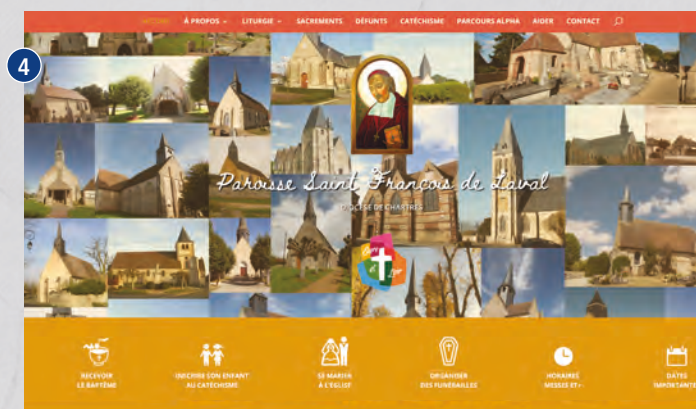 4
ACCUEIL À PROPOS LITURGIE SACREMENTS DÉFUNTS CATÉCHISME PARCOURS ALPHA AIDER CONTACT
Paroisse Saint François de Laval
DIOCÈSE DE CHARTRES
RECEVOIR
LE BAPTÊME
INSCRIRE SON ENFANT
AU CATÉCHISME
SE MARIER
À L'ÉGLISE
ORGANISER
DES FUNÉRAILLES
HORAIRES
MESSES ET
DATES
IMPORTANTE